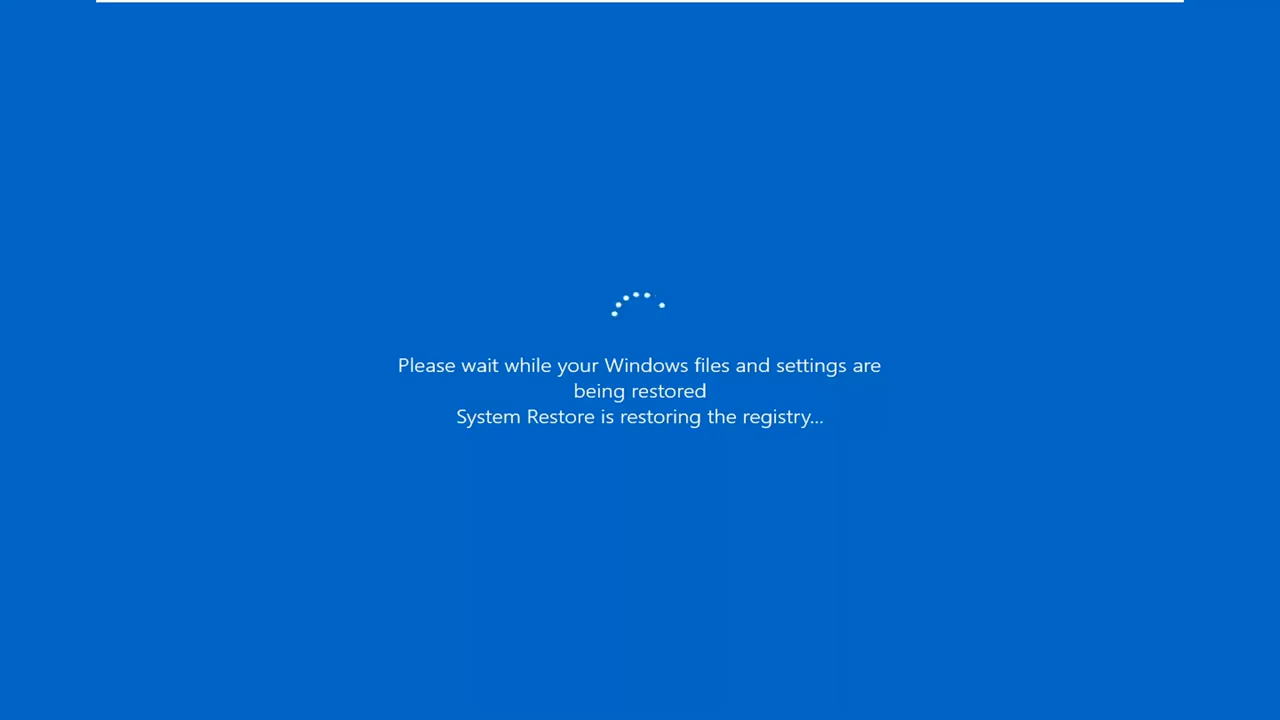 Please wait while your Windows files and settings are
being restored
System Restore is restoring the registry...